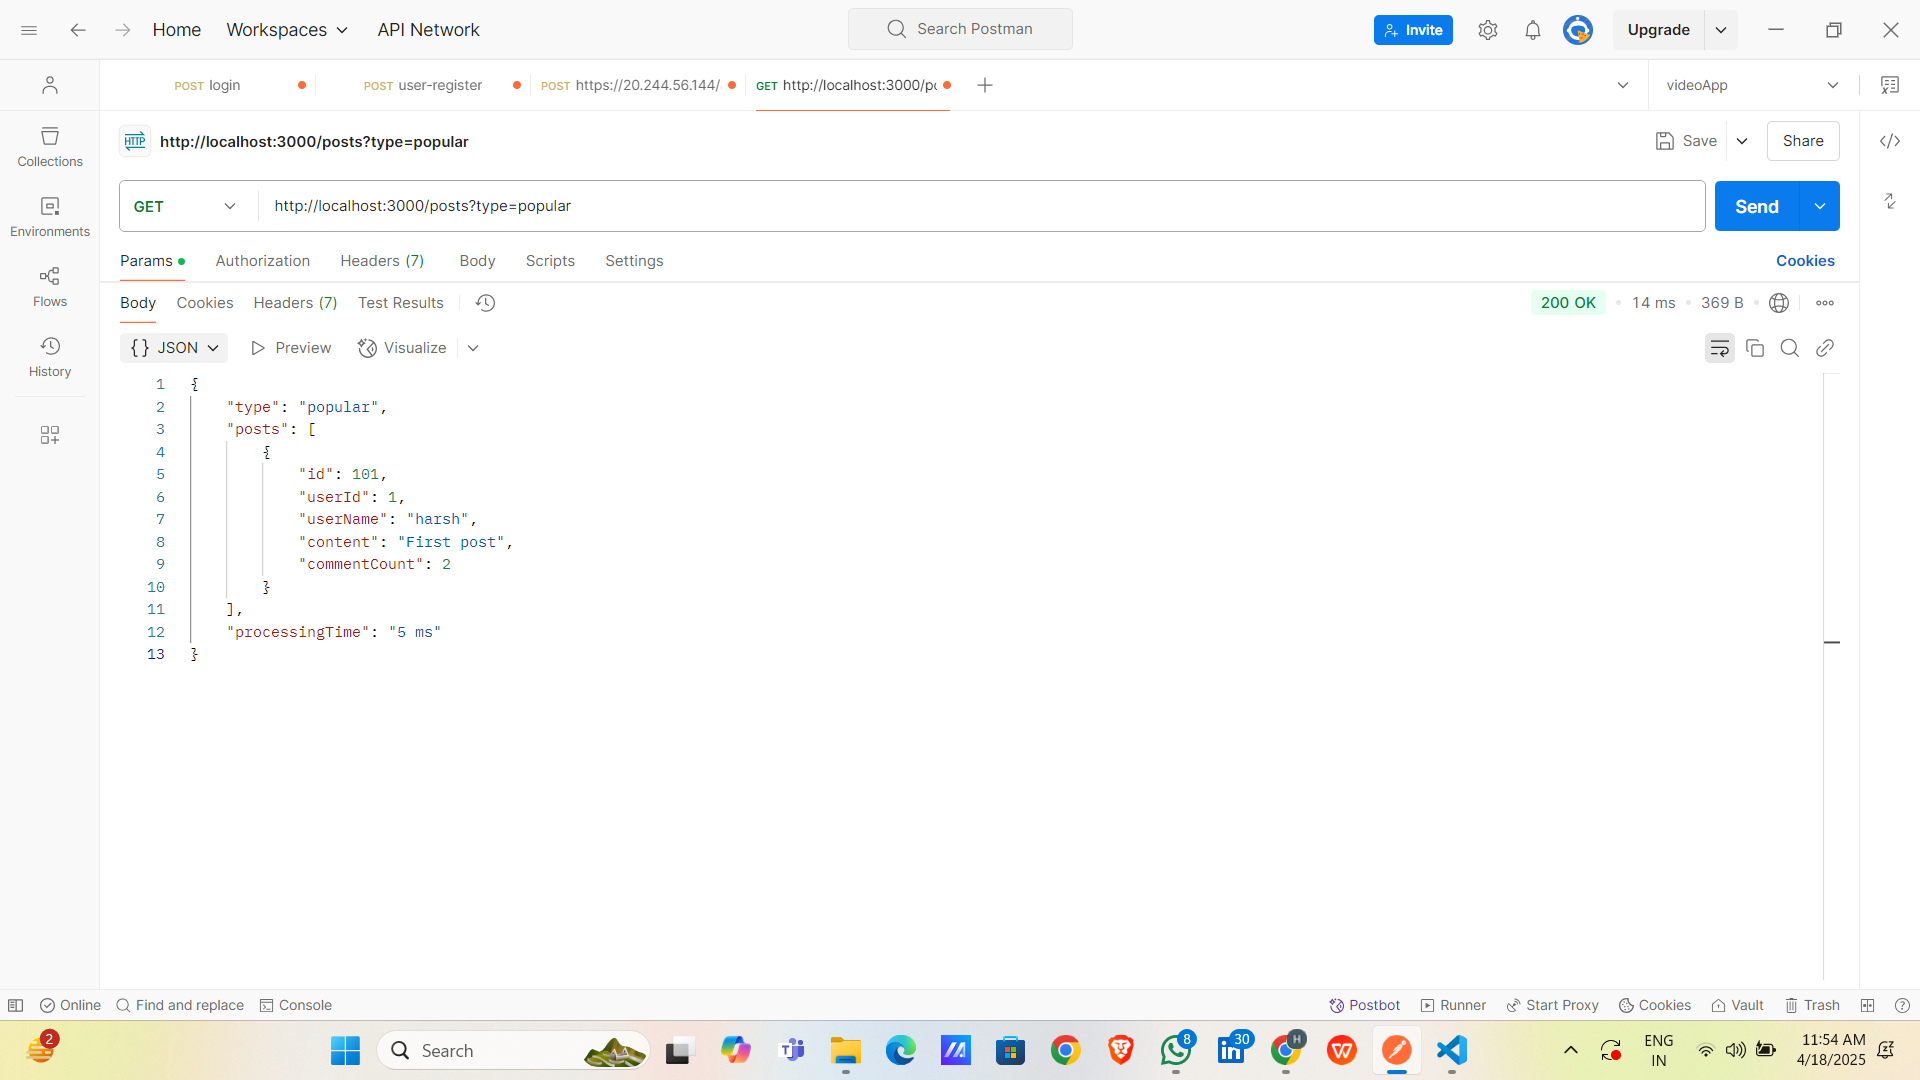 Home Workspaces API Network Search Postman Invite Upgrade
POST login POST user-register POST https://20.244.56.144/ GET http://localhost:3000/po videoApp
HTTP http://localhost:3000/posts?type=popular Save Share
Collections
GET http://localhost:3000/posts?type=popular Send
Environments
Params Authorization Headers (7) Body Scripts Settings Cookies
Flows
Body Cookies Headers (7) Test Results 200 OK 14 ms 369 B
{} JSON Preview Visualize
History
1 {
2 "type": "popular",
3 "posts": [
4 {
5 "id": 101,
6 "userId": 1,
7 "userName": "harsh",
8 "content": "First post",
9 "commentCount": 2
10 }
11 ],
12 "processingTime": "5 ms"
13 }
Online Find and replace Console Postbot Runner Start Proxy Cookies Vault Trash
2 Search 8 30 H ENG 11:54 AM
IN 4/18/2025